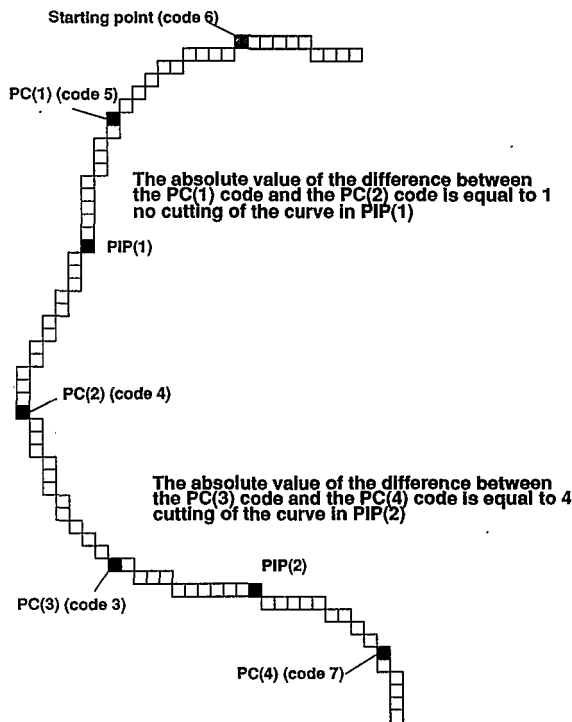 Starting point (code 6)
PC(1) (code 5)
The absolute value of the difference between
the PC(1) code and the PC(2) code is equal to 1
no cutting of the curve in PIP(1)
PIP(1)
PC(2) (code 4)
The absolute value of the difference between
the PC(3) code and the PC(4) code is equal to 4
cutting of the curve in PIP(2)
PIP(2)
PC(3) (code 3)
PC(4) (code 7)